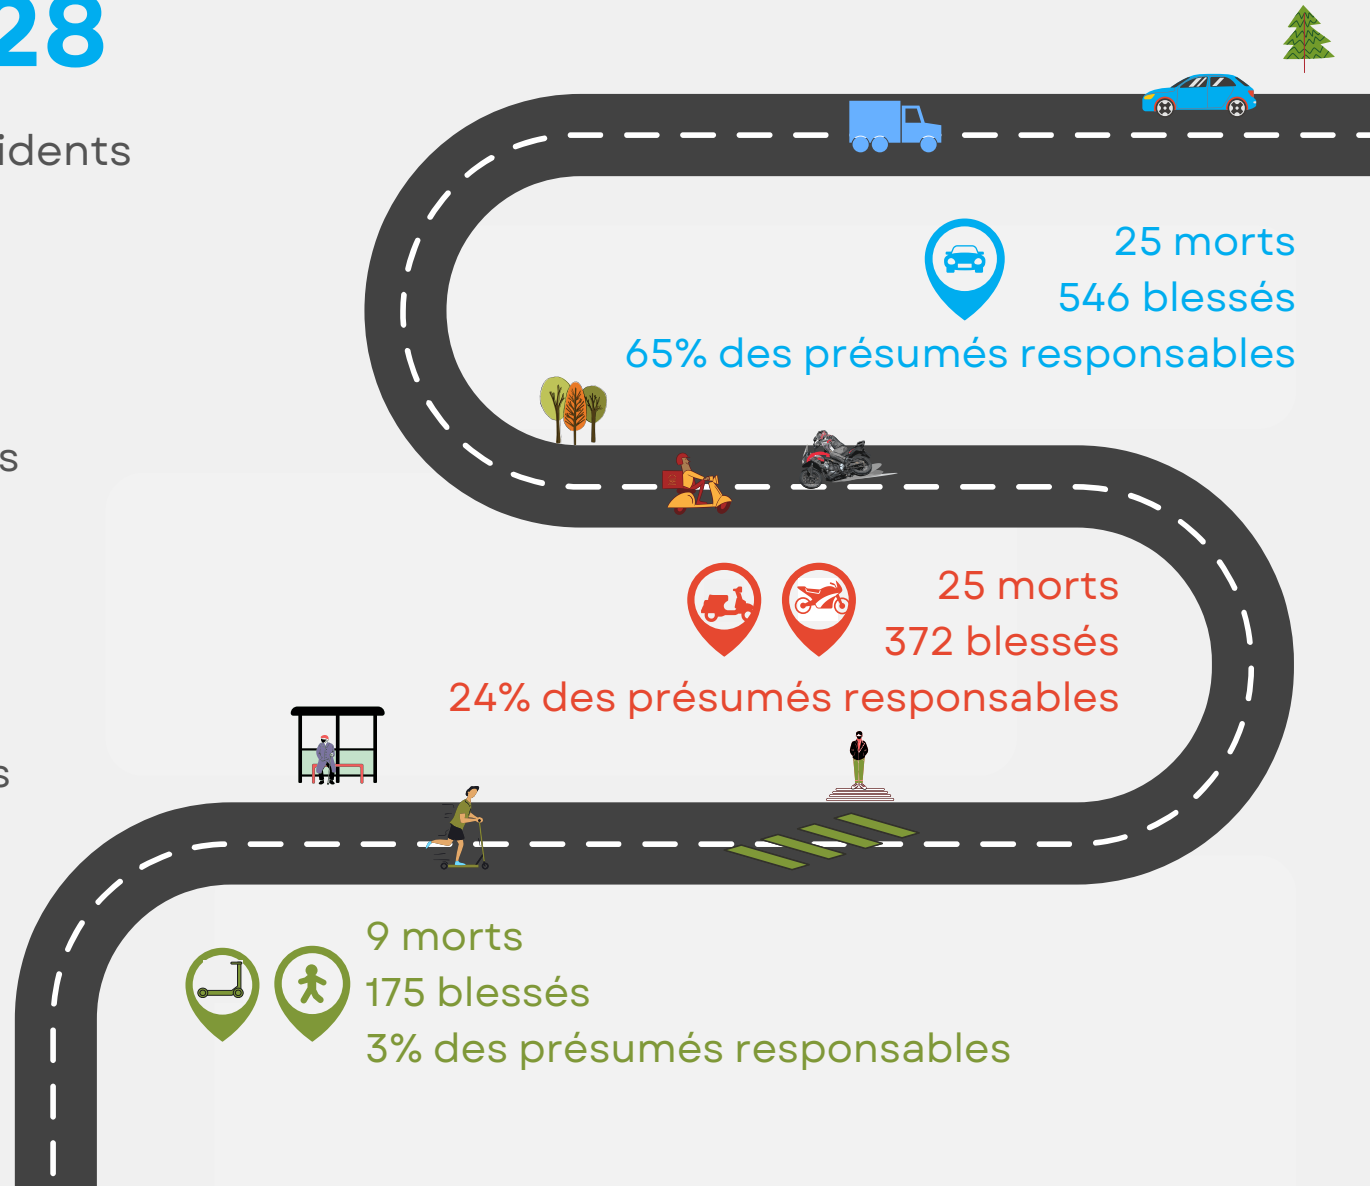 28
idents
25 morts
546 blessés
65% des présumés responsables
s
25 morts
372 blessés
24% des présumés responsables
s
9 morts
175 blessés
3% des présumés responsables